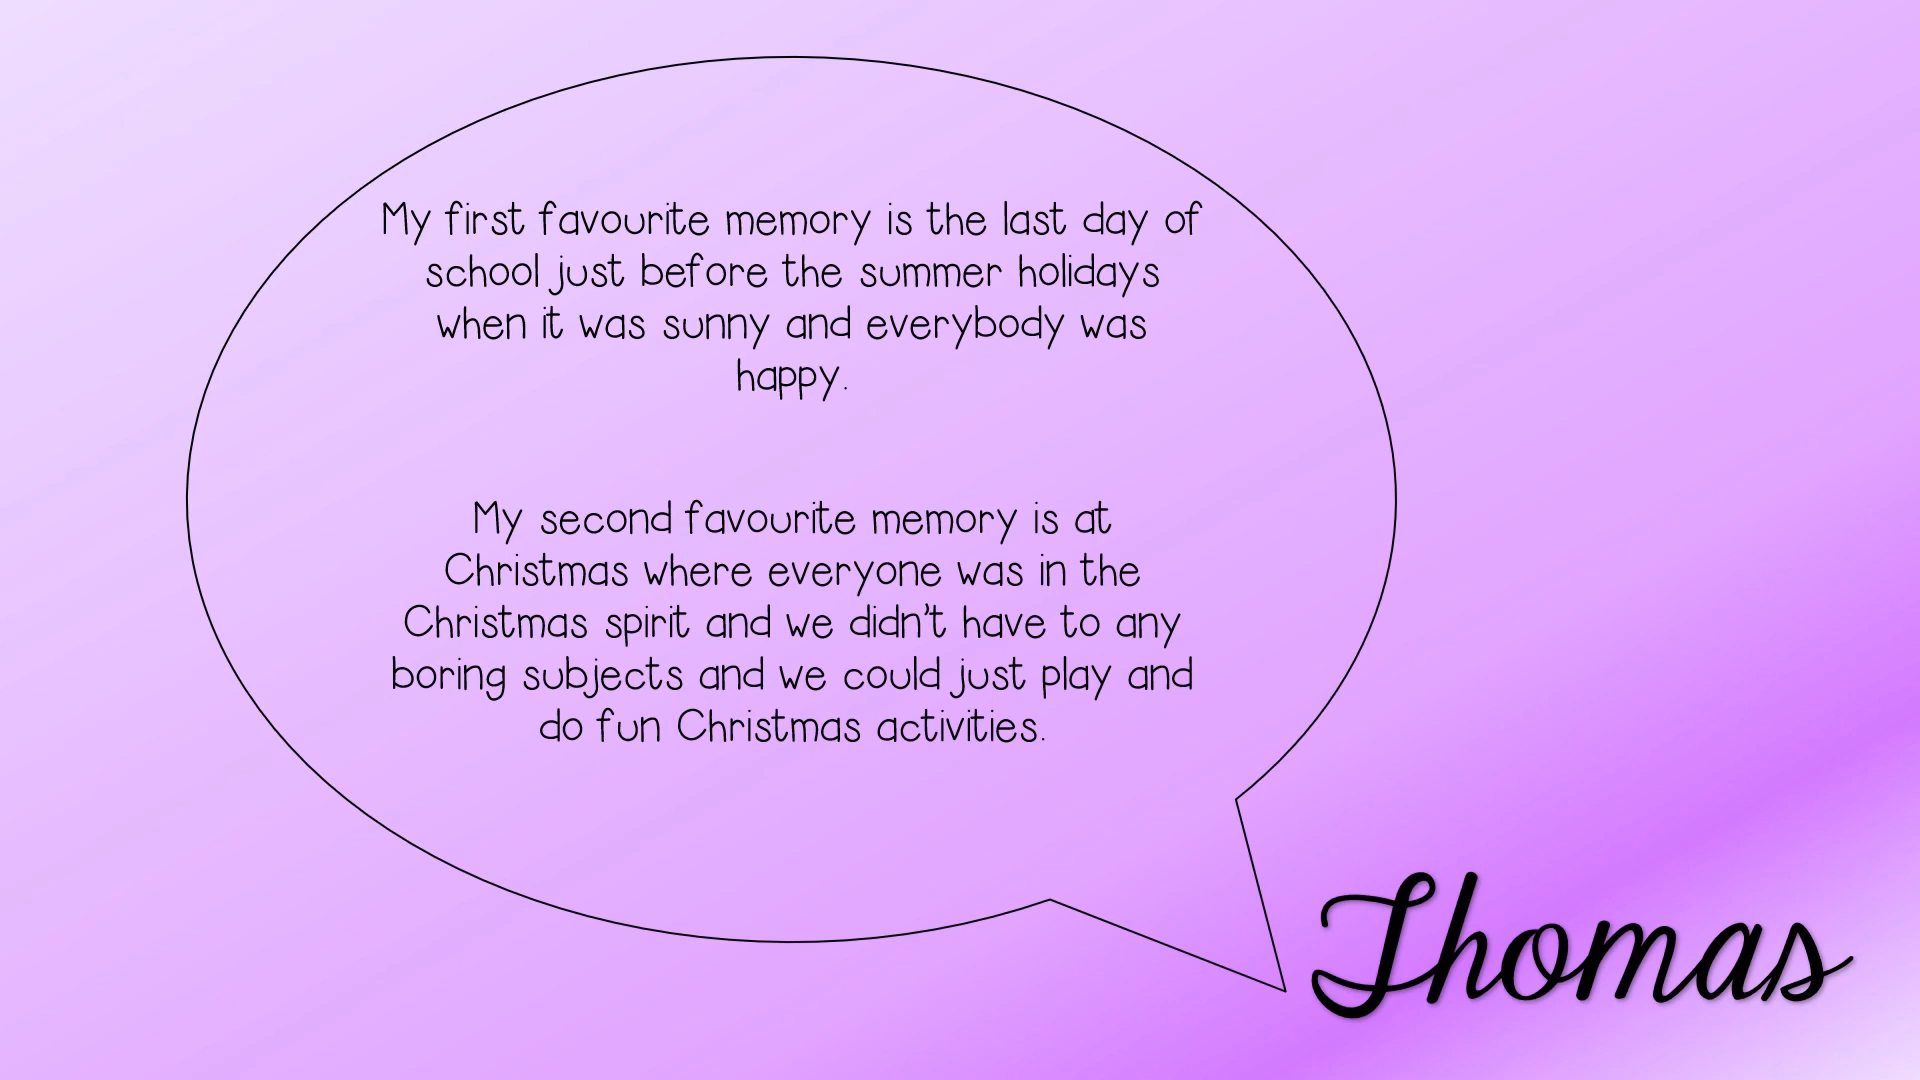 My first favourite memory is the last day of
school just before the summer holidays
when it was sunny and everybody was
happy.
My second favourite memory is at
Christmas where everyone was in the
Christmas spirit and we didn't have to any
boring subjects and we could just play and
do fun Christmas activities.
Thomas